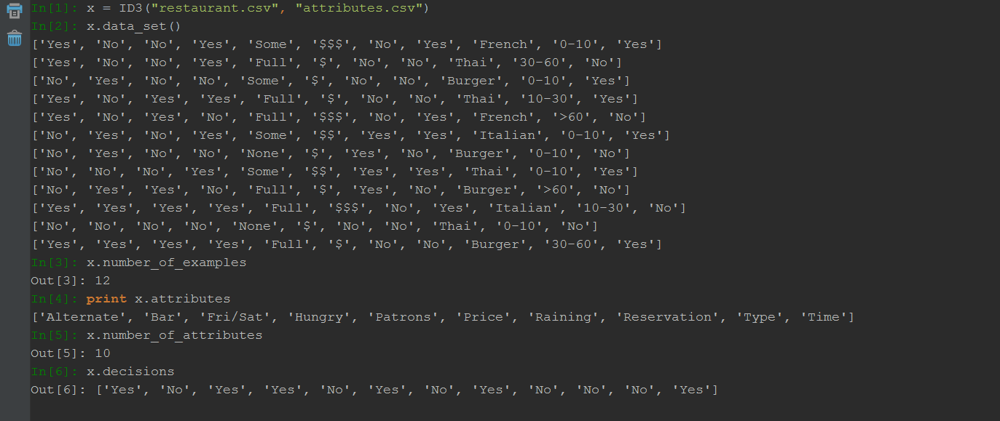 In[1]: x = ID3("restaurant.csv", "attributes.csv")
In[2]: x.data_set()
['Yes', 'No', 'No', 'Yes', 'Some', '$$$', 'No', 'Yes', 'French', '0-10', 'Yes']
['Yes', 'No', 'No', 'Yes', 'Full', '$', 'No', 'No', 'Thai', '30-60', 'No']
['No', 'Yes', 'No', 'No', 'Some', '$', 'No', 'No', 'Burger', '0-10', 'Yes']
['Yes', 'No', 'Yes', 'Yes', 'Full', '$', 'No', 'No', 'Thai', '10-30', 'Yes']
['Yes', 'No', 'Yes', 'No', 'Full', '$$$', 'No', 'Yes', 'French', '>60', 'No']
['No', 'Yes', 'No', 'Yes', 'Some', '$$', 'Yes', 'Yes', 'Italian', '0-10', 'Yes']
['No', 'Yes', 'No', 'No', 'None', '$', 'Yes', 'No', 'Burger', '0-10', 'No']
['No', 'No', 'No', 'Yes', 'Some', '$$', 'Yes', 'Yes', 'Thai', '0-10', 'Yes']
['No', 'Yes', 'Yes', 'No', 'Full', '$', 'Yes', 'No', 'Burger', '>60', 'No']
['Yes', 'Yes', 'Yes', 'Yes', 'Full', '$$$', 'No', 'Yes', 'Italian', '10-30', 'No']
['No', 'No', 'No', 'No', 'None', '$', 'No', 'No', 'Thai', '0-10', 'No']
['Yes', 'Yes', 'Yes', 'Yes', 'Full', '$', 'No', 'No', 'Burger', '30-60', 'Yes']
In[3]: x.number_of_examples
Out[3]: 12
In[4]: print x.attributes
['Alternate', 'Bar', 'Fri/Sat', 'Hungry', 'Patrons', 'Price', 'Raining', 'Reservation', 'Type', 'Time']
In[5]: x.number_of_attributes
Out[5]: 10
In[6]: x.decisions
Out[6]: ['Yes', 'No', 'Yes', 'Yes', 'No', 'Yes', 'No', 'Yes', 'No', 'No', 'No', 'Yes']